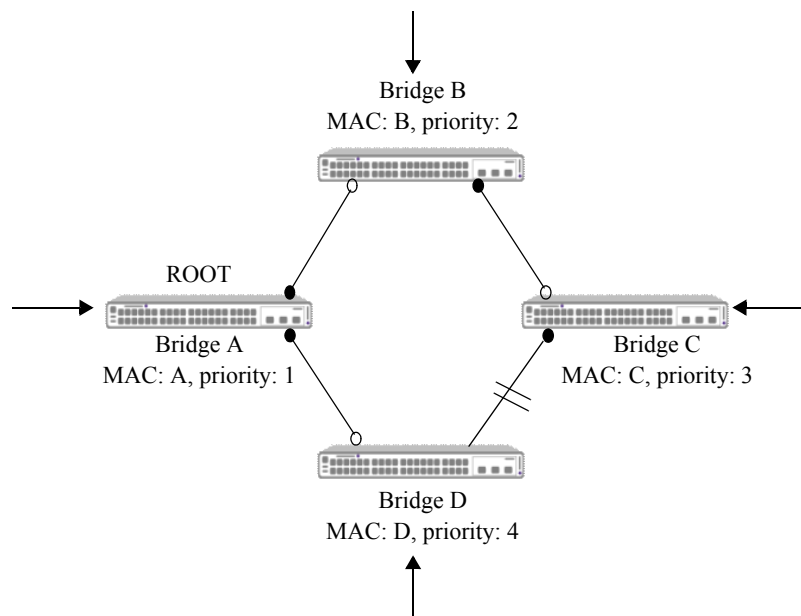 Bridge B
MAC: B, priority: 2
ROOT
Bridge A
MAC: A, priority: 1
Bridge C
MAC: C, priority: 3
Bridge D
MAC: D, priority: 4